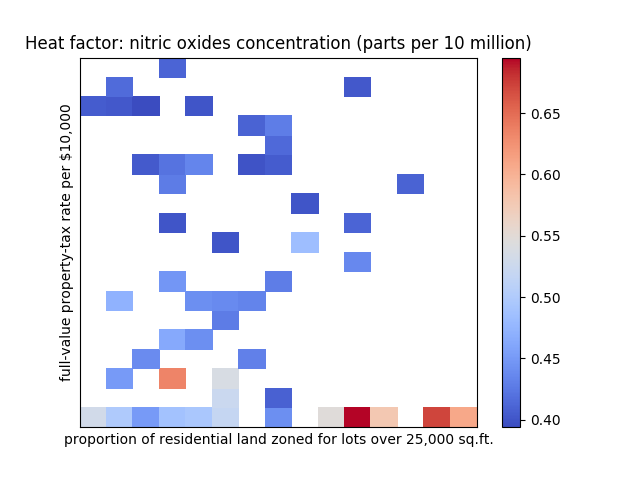 Heat factor: nitric oxides concentration (parts per 10 million)
full-value property-tax rate per $10,000
0.65
0.60
0.55
0.50
0.45
0.40
proportion of residential land zoned for lots over 25,000 sq.ft.